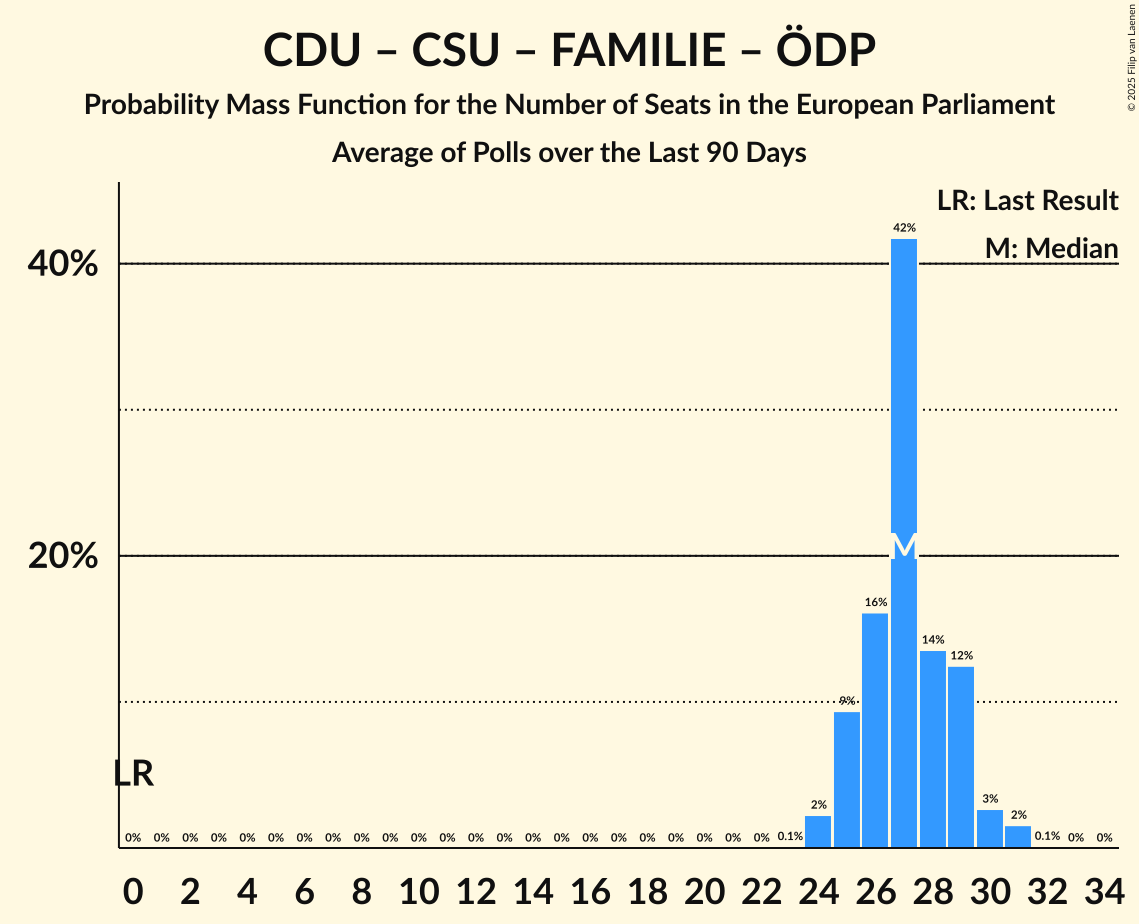 CDU – CSU – FAMILIE – ÖDP
Probability Mass Function for the Number of Seats in the European Parliament
Average of Polls over the Last 90 Days
© 2025 Filip van Laenen
LR: Last Result
M: Median
42%
40%
M
20%
16%
14%
12%
9%
LR
2%
3%
2%
0% 0% 0% 0% 0% 0% 0% 0% 0% 0% 0% 0% 0% 0% 0% 0% 0% 0% 0% 0% 0% 0% 0% 0.1% 0.1% 0% 0%
0 2 4 6 8 10 12 14 16 18 20 22 24 26 28 30 32 34